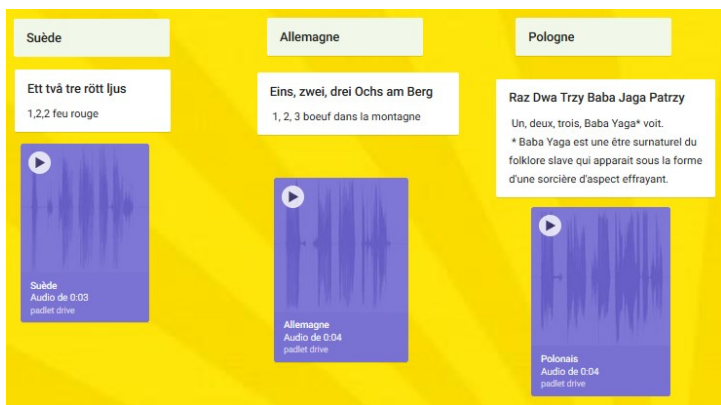 Suède
Ett två tre rött ljus
1,2,2 feu rouge
Suède
Audio de 0:03
padlet drive
Allemagne
Eins, zwei, drei Ochs am Berg
1, 2, 3 boeuf dans la montagne
Allemagne
Audio de 0:04
padlet drive
Pologne
Raz Dwa Trzy Baba Jaga Patrzy
Un, deux, trois, Baba Yaga* voit.
* Baba Yaga est une être surnaturel du
folklore slave qui apparait sous la forme
d'une sorcière d'aspect effrayant.
Polonais
Audio de 0:04
padlet drive